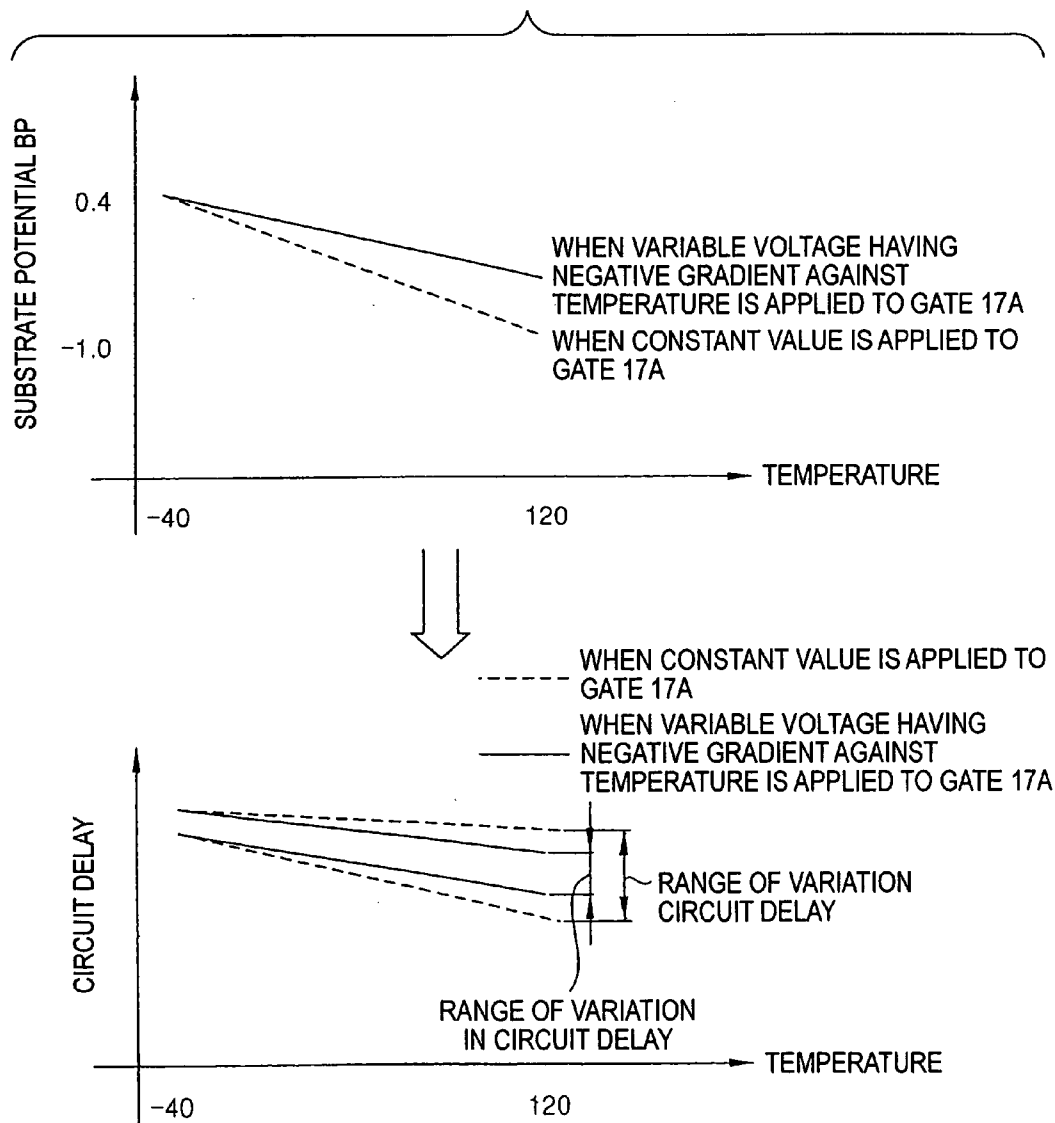 SUBSTRATE POTENTIAL BP
0.4
-1.0
WHEN VARIABLE VOLTAGE HAVING
NEGATIVE GRADIENT AGAINST
TEMPERATURE IS APPLIED TO GATE 17A
WHEN CONSTANT VALUE IS APPLIED TO
GATE 17A
TEMPERATURE
-40
120
WHEN CONSTANT VALUE IS APPLIED TO
GATE 17A
WHEN VARIABLE VOLTAGE HAVING
NEGATIVE GRADIENT AGAINST
TEMPERATURE IS APPLIED TO GATE 17A
CIRCUIT DELAY
RANGE OF VARIATION
CIRCUIT DELAY
RANGE OF VARIATION
IN CIRCUIT DELAY
TEMPERATURE
-40
120